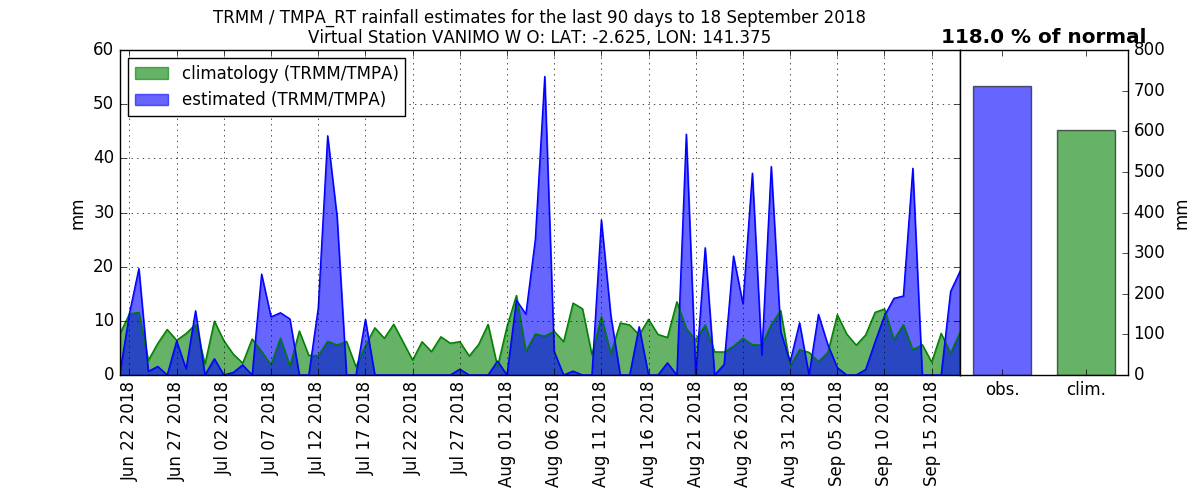 TRMM / TMPA_RT rainfall estimates for the last 90 days to 18 September 2018
Virtual Station VANIMO W O: LAT: -2.625, LON: 141.375
118.0 % of normal
climatology (TRMM/TMPA)
estimated (TRMM/TMPA)
60
50
40
30
20
10
0
mm
Jun 22 2018
Jun 27 2018
Jul 02 2018
Jul 07 2018
Jul 12 2018
Jul 17 2018
Jul 22 2018
Jul 27 2018
Aug 01 2018
Aug 06 2018
Aug 11 2018
Aug 16 2018
Aug 21 2018
Aug 26 2018
Aug 31 2018
Sep 05 2018
Sep 10 2018
Sep 15 2018
800
700
600
500
400
300
200
100
0
mm
obs.
clim.